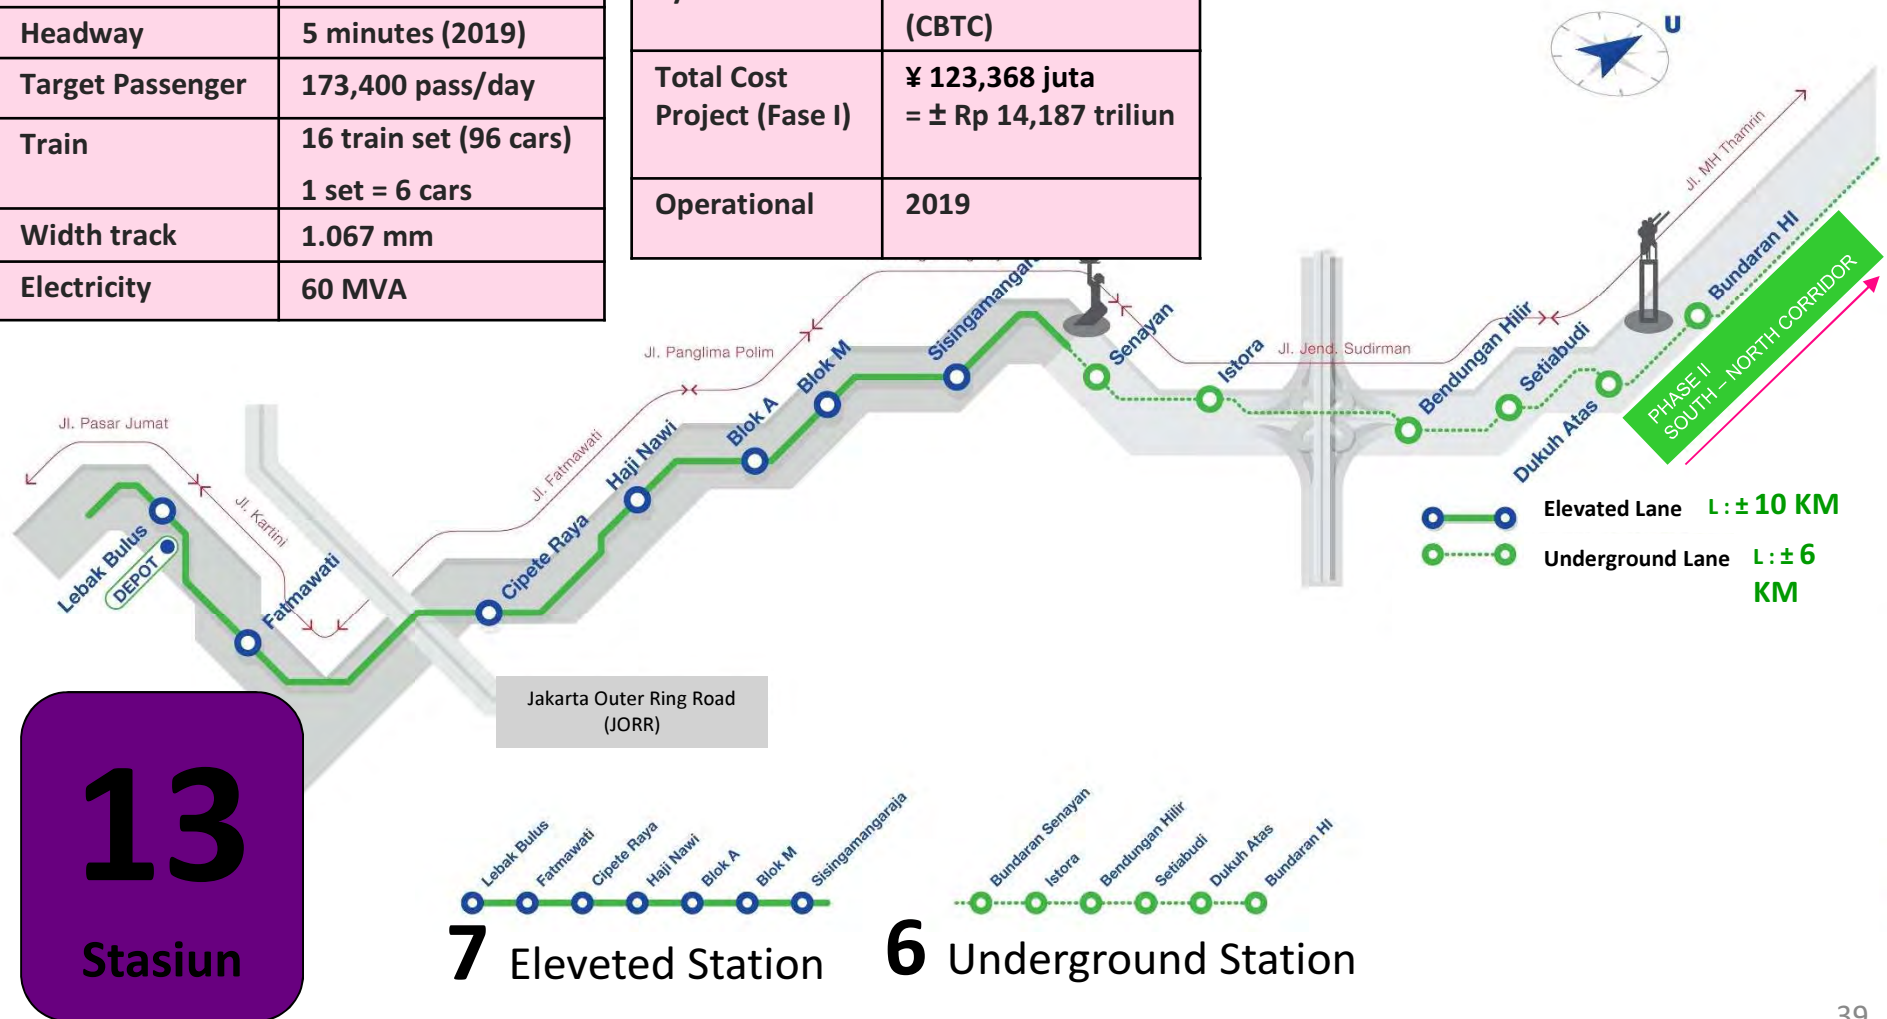 Headway
5 minutes (2019)
Target Passenger
173,400 pass/day
Train
16 train set (96 cars)
1 set = 6 cars
Width track
1.067 mm
Electricity
60 MVA
(CBTC)
Total Cost
Project (Fase I)
¥ 123,368 juta
= ± Rp 14,187 triliun
Operational
2019
U
Jl. MH Thamrin
Jl. Jend. Sudirman
Jl. Panglima Polim
Jl. Fatmawati
Jl. Pasar Jumat
Jl. Kartini
Lebak Bulus
DEPOT
Fatmawati
Cipete Raya
Haji Nawi
Blok A
Blok M
Senayan
Istora
Bendungan Hilir
Setiabudi
Dukuh Atas
Bundaran HI
PHASE II
SOUTH – NORTH CORRIDOR
Elevated Lane L : ± 10 KM
Underground Lane L : ± 6
KM
Jakarta Outer Ring Road
(JORR)
13
Stasiun
Lebak Bulus
Fatmawati
Cipete Raya
Haji Nawi
Blok A
Blok M
Sisingamangaraja
7 Eleveted Station
Bundaran Senayan
Istora
Bendungan Hilir
Setiabudi
Dukuh Atas
Bundaran HI
6 Underground Station
39